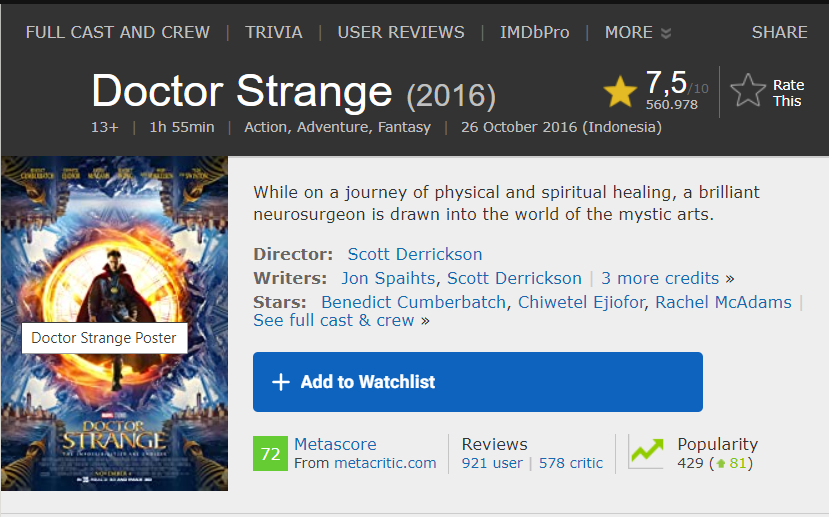 FULL CAST AND CREW | TRIVIA | USER REVIEWS | IMDbPro | MORE SHARE
Doctor Strange (2016)
7,5/10
560.978
Rate This
13+ | 1h 55min | Action, Adventure, Fantasy | 26 October 2016 (Indonesia)
While on a journey of physical and spiritual healing, a brilliant
neurosurgeon is drawn into the world of the mystic arts.
Director: Scott Derrickson
Writers: Jon Spaihts, Scott Derrickson | 3 more credits »
Stars: Benedict Cumberbatch, Chiwetel Ejiofor, Rachel McAdams |
See full cast & crew »
Doctor Strange Poster
MARVEL STUDIOS
DOCTOR
STRANGE
+ Add to Watchlist
72 Metascore
From metacritic.com
Reviews
921 user | 578 critic
Popularity
429 (81)